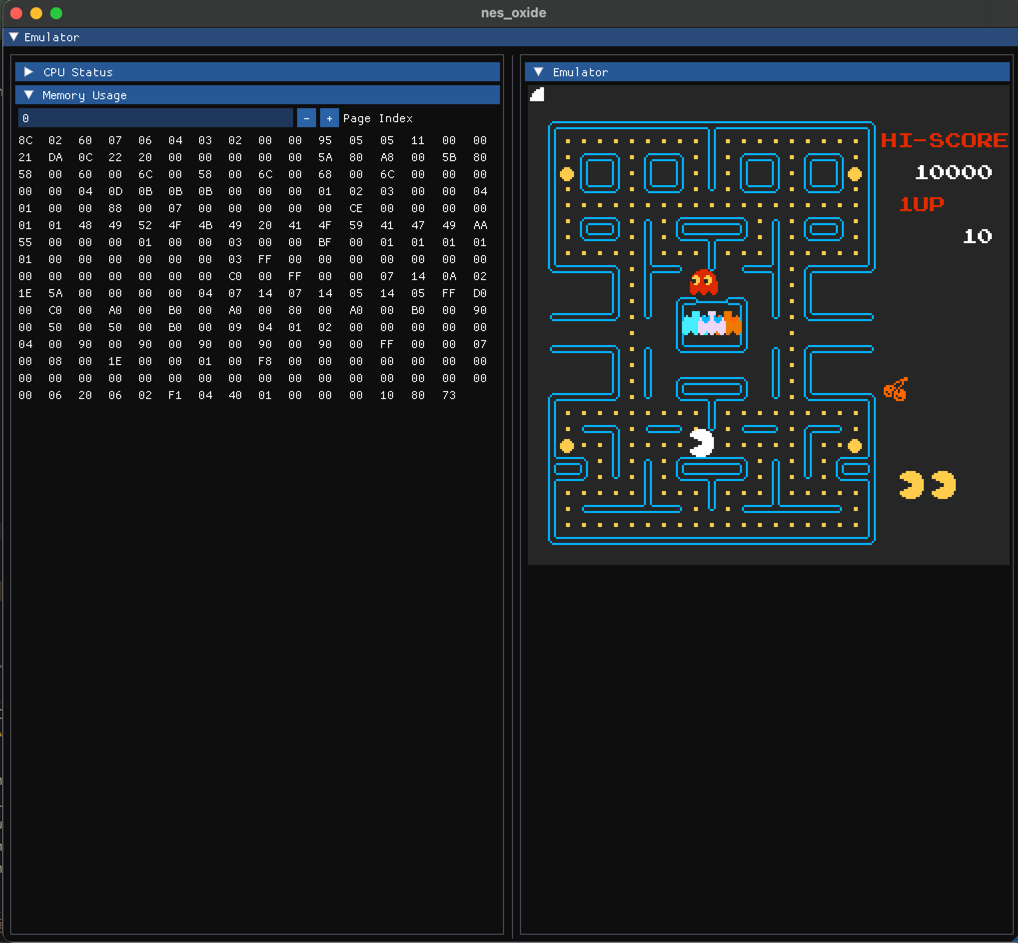 nes_oxide
Emulator
CPU Status
Memory Usage
0 - + Page Index
8C 02 60 07 06 04 03 02 00 00 95 05 05 11 00 00
21 DA 0C 22 20 00 00 00 00 00 5A 80 A8 00 5B 80
58 00 60 00 6C 00 58 00 6C 00 68 00 6C 00 00 00
00 00 04 0D 0B 0B 0B 00 00 00 01 02 03 00 00 04
01 00 00 88 00 07 00 00 00 00 00 CE 00 00 00 00
01 01 48 49 52 4F 4B 49 20 41 4F 59 41 47 49 AA
55 00 00 00 01 00 00 03 00 00 BF 00 01 01 01 01
01 00 00 00 00 00 00 03 FF 00 00 00 00 00 00 00
00 00 00 00 00 00 00 C0 00 FF 00 00 07 14 0A 02
1E 5A 00 00 00 00 04 07 14 07 14 05 14 05 FF D0
00 C0 00 A0 00 B0 00 A0 00 80 00 A0 00 B0 00 90
00 50 00 50 00 B0 00 09 04 01 02 00 00 00 00 00
04 00 90 00 90 00 90 00 90 00 90 00 FF 00 00 07
00 08 00 1E 00 00 01 00 F8 00 00 00 00 00 00 00
00 00 00 00 00 00 00 00 00 00 00 00 00 00 00 00
00 06 20 06 02 F1 04 40 01 00 00 00 10 80 73
Emulator
HI-SCORE
10000
1UP
10